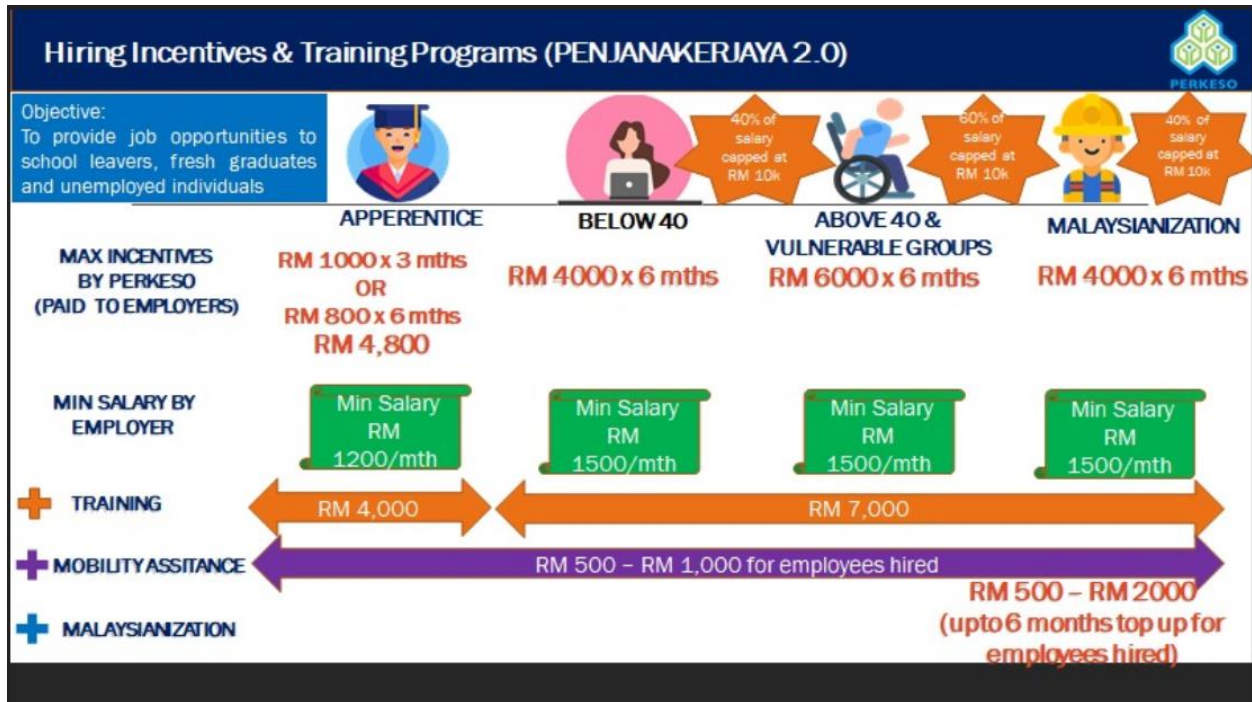 Hiring Incentives & Training Programs (PENJANAKERJAYA 2.0)
PERKESO
Objective:
To provide job opportunities to
school leavers, fresh graduates
and unemployed individuals
40% of
salary
capped at
RM 10k
60% of
salary
capped at
RM 10k
40% of
salary
capped at
RM 10k
APPERENTICE
BELOW 40
ABOVE 40 &
VULNERABLE GROUPS
MALAYSIANIZATION
MAX INCENTIVES
BY PERKESO
(PAID TO EMPLOYERS)
RM 1000 x 3 mths
OR
RM 800 x 6 mths
RM 4,800
RM 4000 x 6 mths
RM 6000 x 6 mths
RM 4000 x 6 mths
MIN SALARY BY
EMPLOYER
Min Salary
RM
1200/mth
Min Salary
RM
1500/mth
Min Salary
RM
1500/mth
Min Salary
RM
1500/mth
TRAINING
RM 4,000
RM 7,000
MOBILITY ASSITANCE
RM 500 – RM 1,000 for employees hired
MALAYSIANIZATION
RM 500 – RM 2000
(upto 6 months top up for
employees hired)